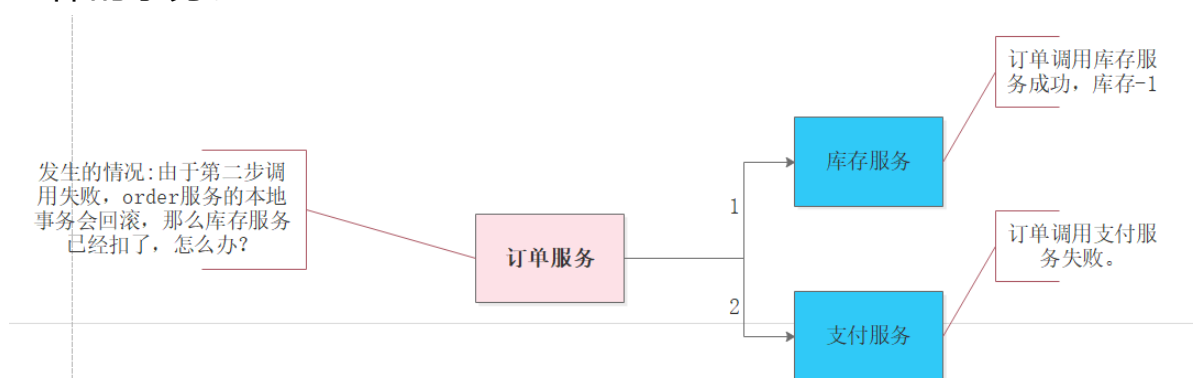 发生的情况:由于第二步调
用失败，order服务的本地
事务会回滚，那么库存服务
已经扣了，怎么办？
订单服务
1
2
库存服务
支付服务
订单调用库存服
务成功，库存-1
订单调用支付服
务失败。